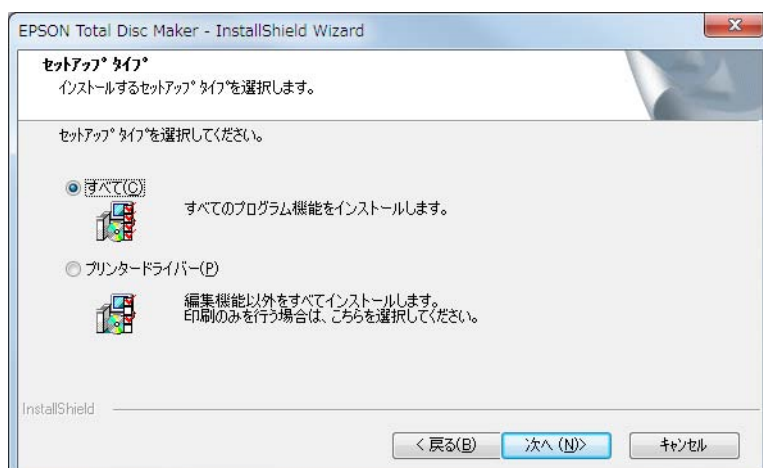 EPSON Total Disc Maker - InstallShield Wizard
セットアップ タイプ
インストールするセットアップ タイプを選択します。
セットアップ タイプを選択してください。
すべて(C)
すべてのプログラム機能をインストールします。
プリンタードライバー(P)
編集機能以外をすべてインストールします。
印刷のみを行う場合は、こちらを選択してください。
InstallShield
< 戻る(B)
次へ (N)>
キャンセル